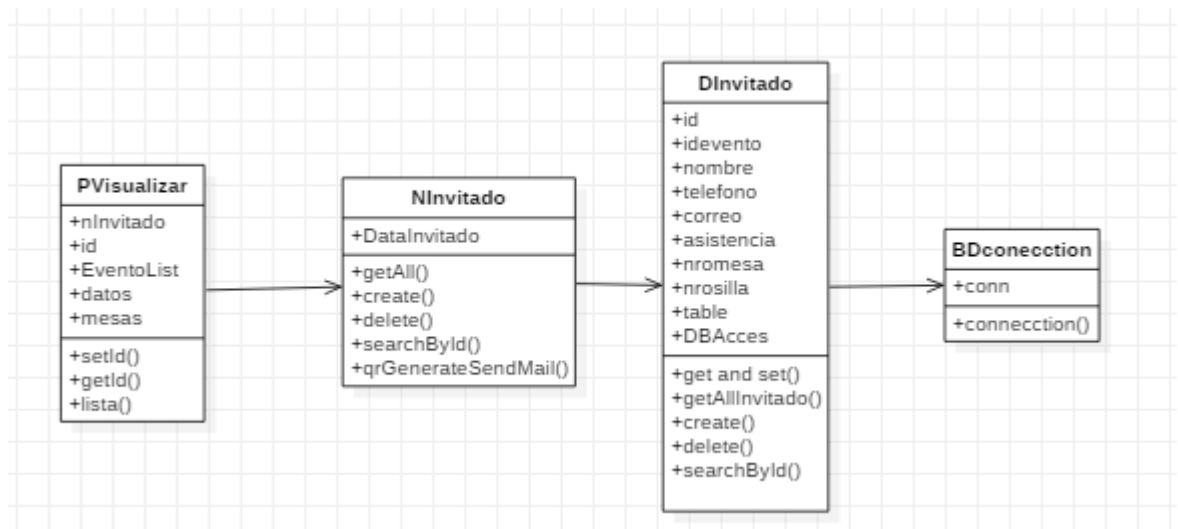 PVisualizar
+nInvitado
+id
+EventoList
+datos
+mesas
+setId()
+getId()
+lista()
NInvitado
+DataInvitado
+getAll()
+create()
+delete()
+searchById()
+qrGenerateSendMail()
DInvitado
+id
+idevento
+nombre
+telefono
+correo
+asistencia
+nromesa
+nrosilla
+table
+DBAcces
+get and set()
+getAllInvitado()
+create()
+delete()
+searchById()
BDconecction
+conn
+connecction()